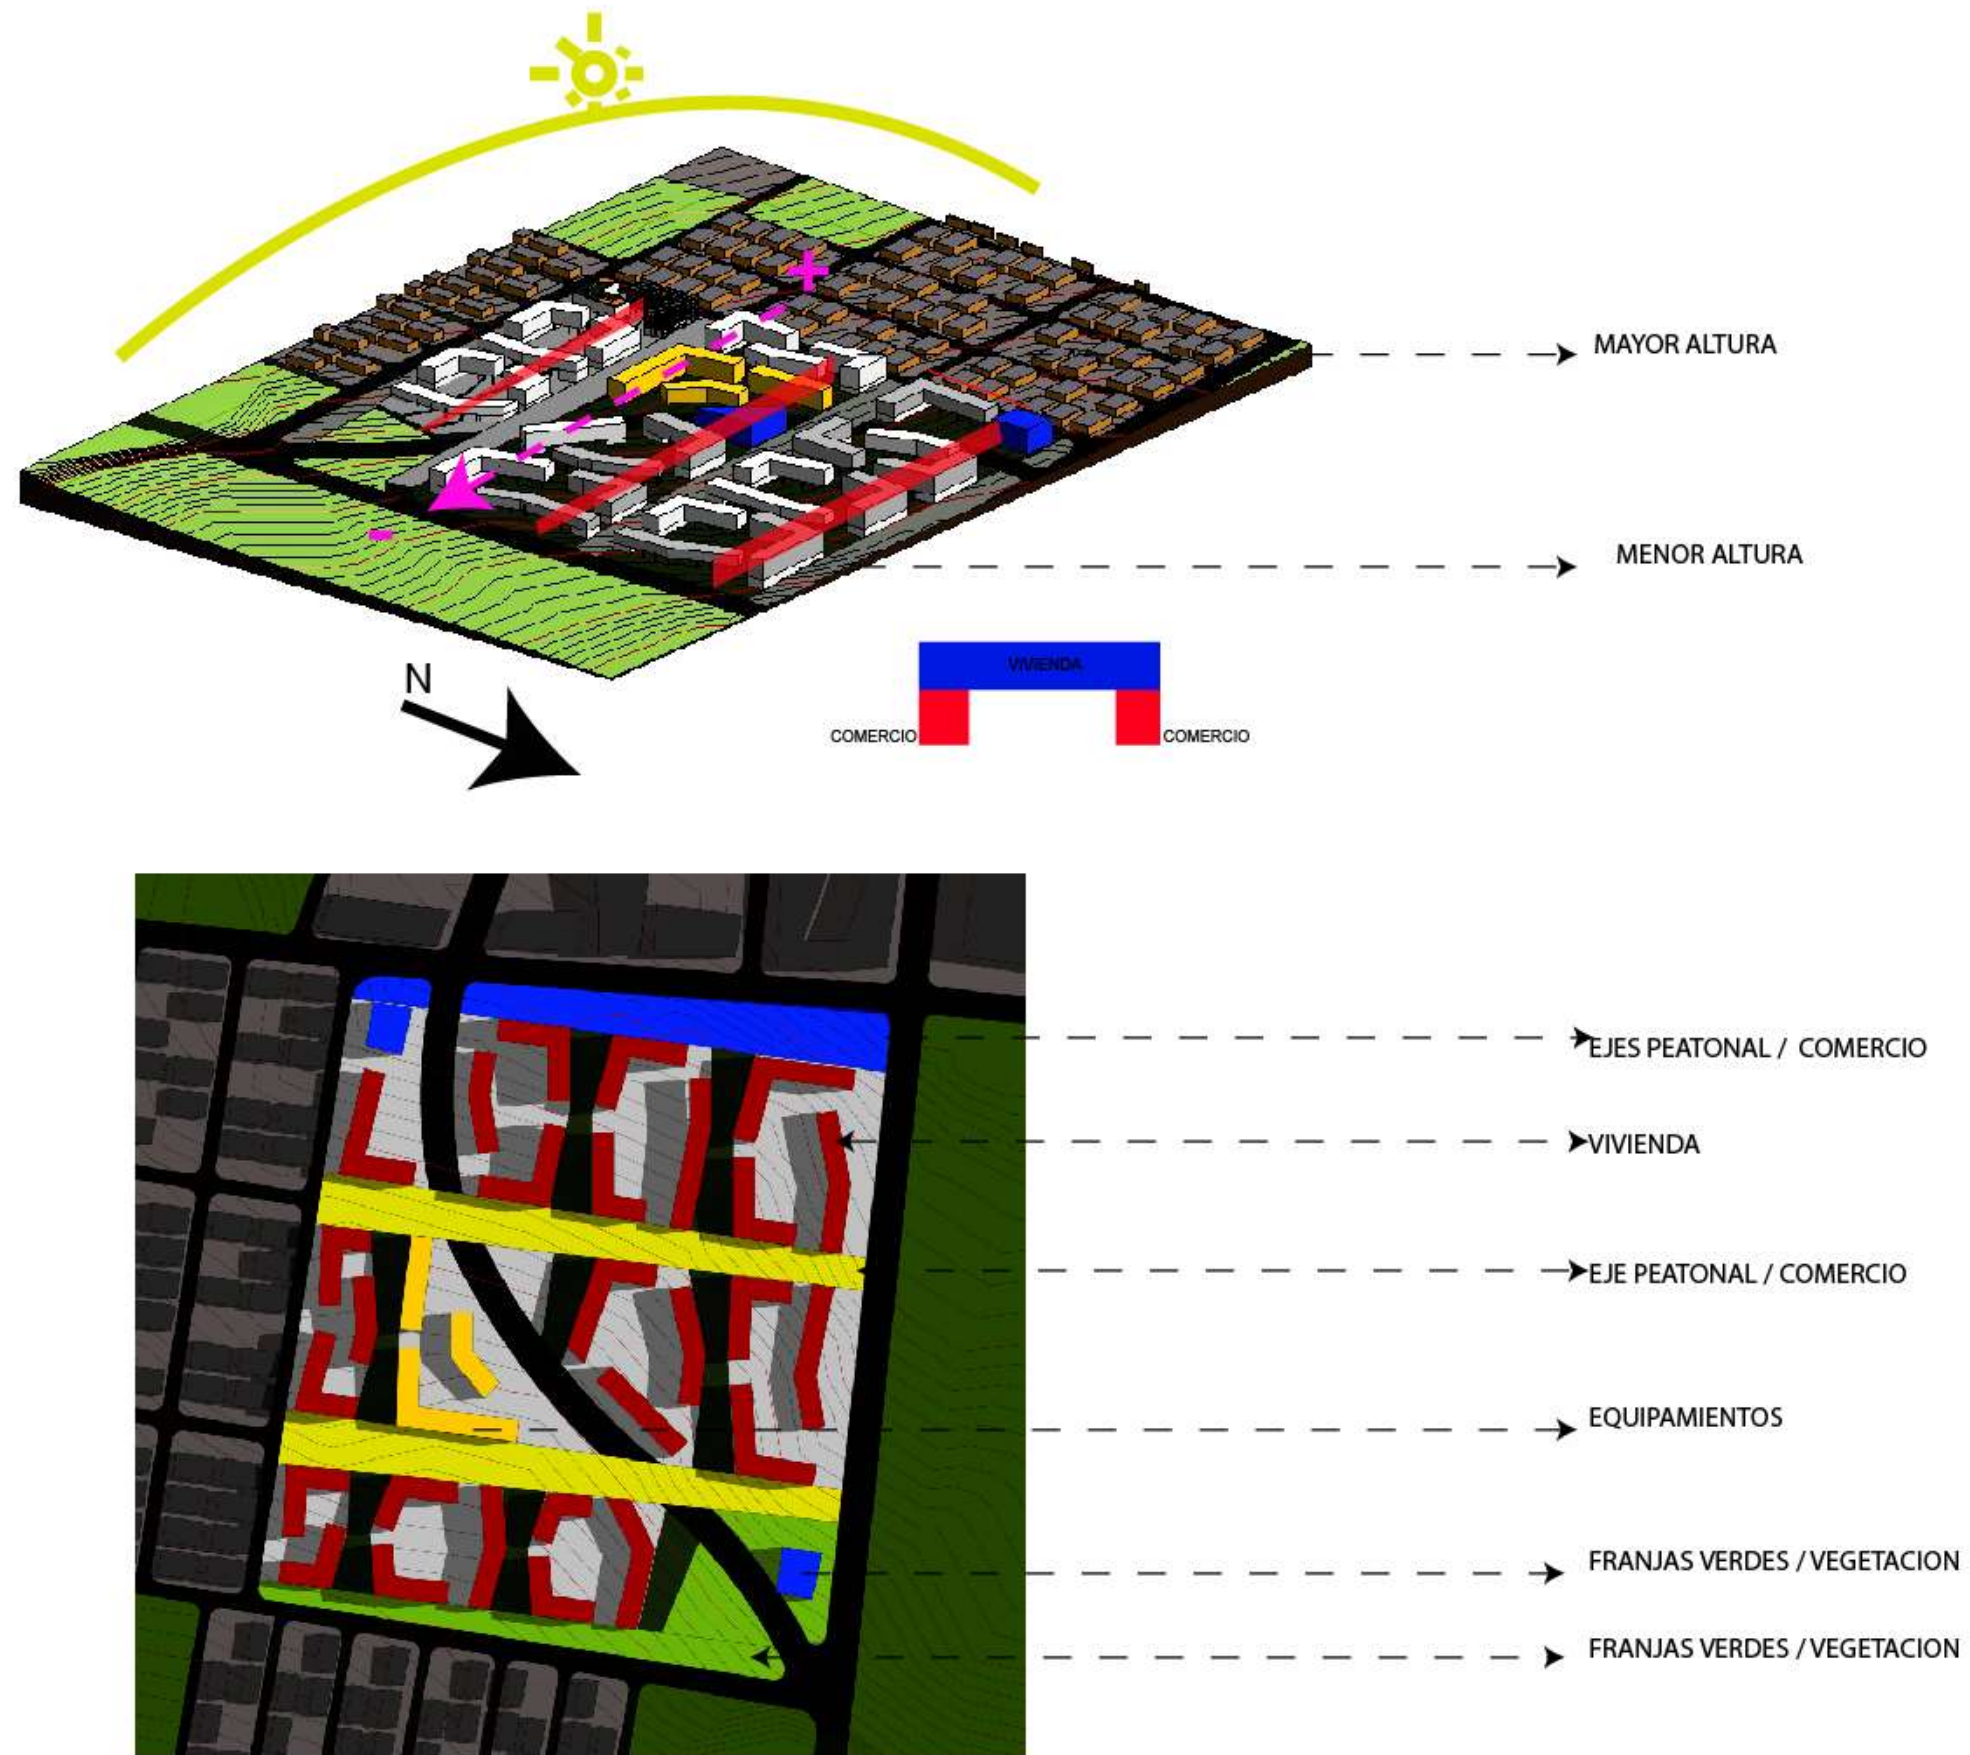 MAYOR ALTURA
MENOR ALTURA
N
VIVIENDA
COMERCIO
COMERCIO
EJES PEATONAL / COMERCIO
VIVIENDA
EJE PEATONAL / COMERCIO
EQUIPAMIENTOS
FRANJAS VERDES / VEGETACION
FRANJAS VERDES / VEGETACION